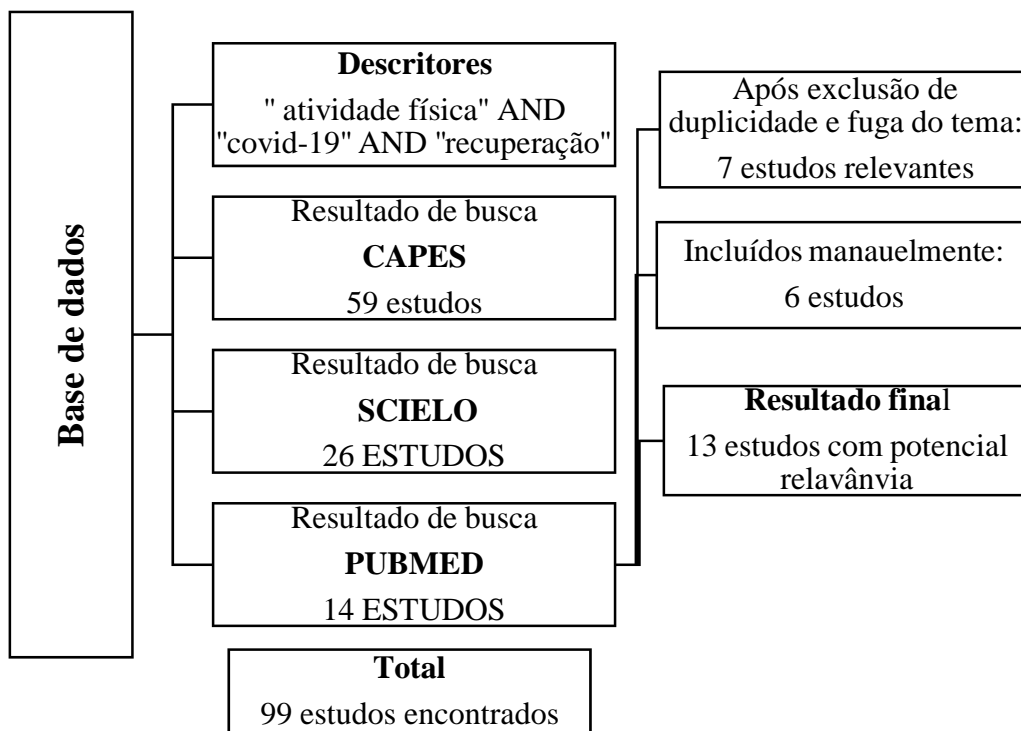 Base de dados
Descritores
" atividade física" AND
"covid-19" AND "recuperação"
Resultado de busca
CAPES
59 estudos
Resultado de busca
SCIELO
26 ESTUDOS
Resultado de busca
PUBMED
14 ESTUDOS
Total
99 estudos encontrados
Após exclusão de
duplicidade e fuga do tema:
7 estudos relevantes
Incluídos manauelmente:
6 estudos
Resultado final
13 estudos com potencial
relavânvia